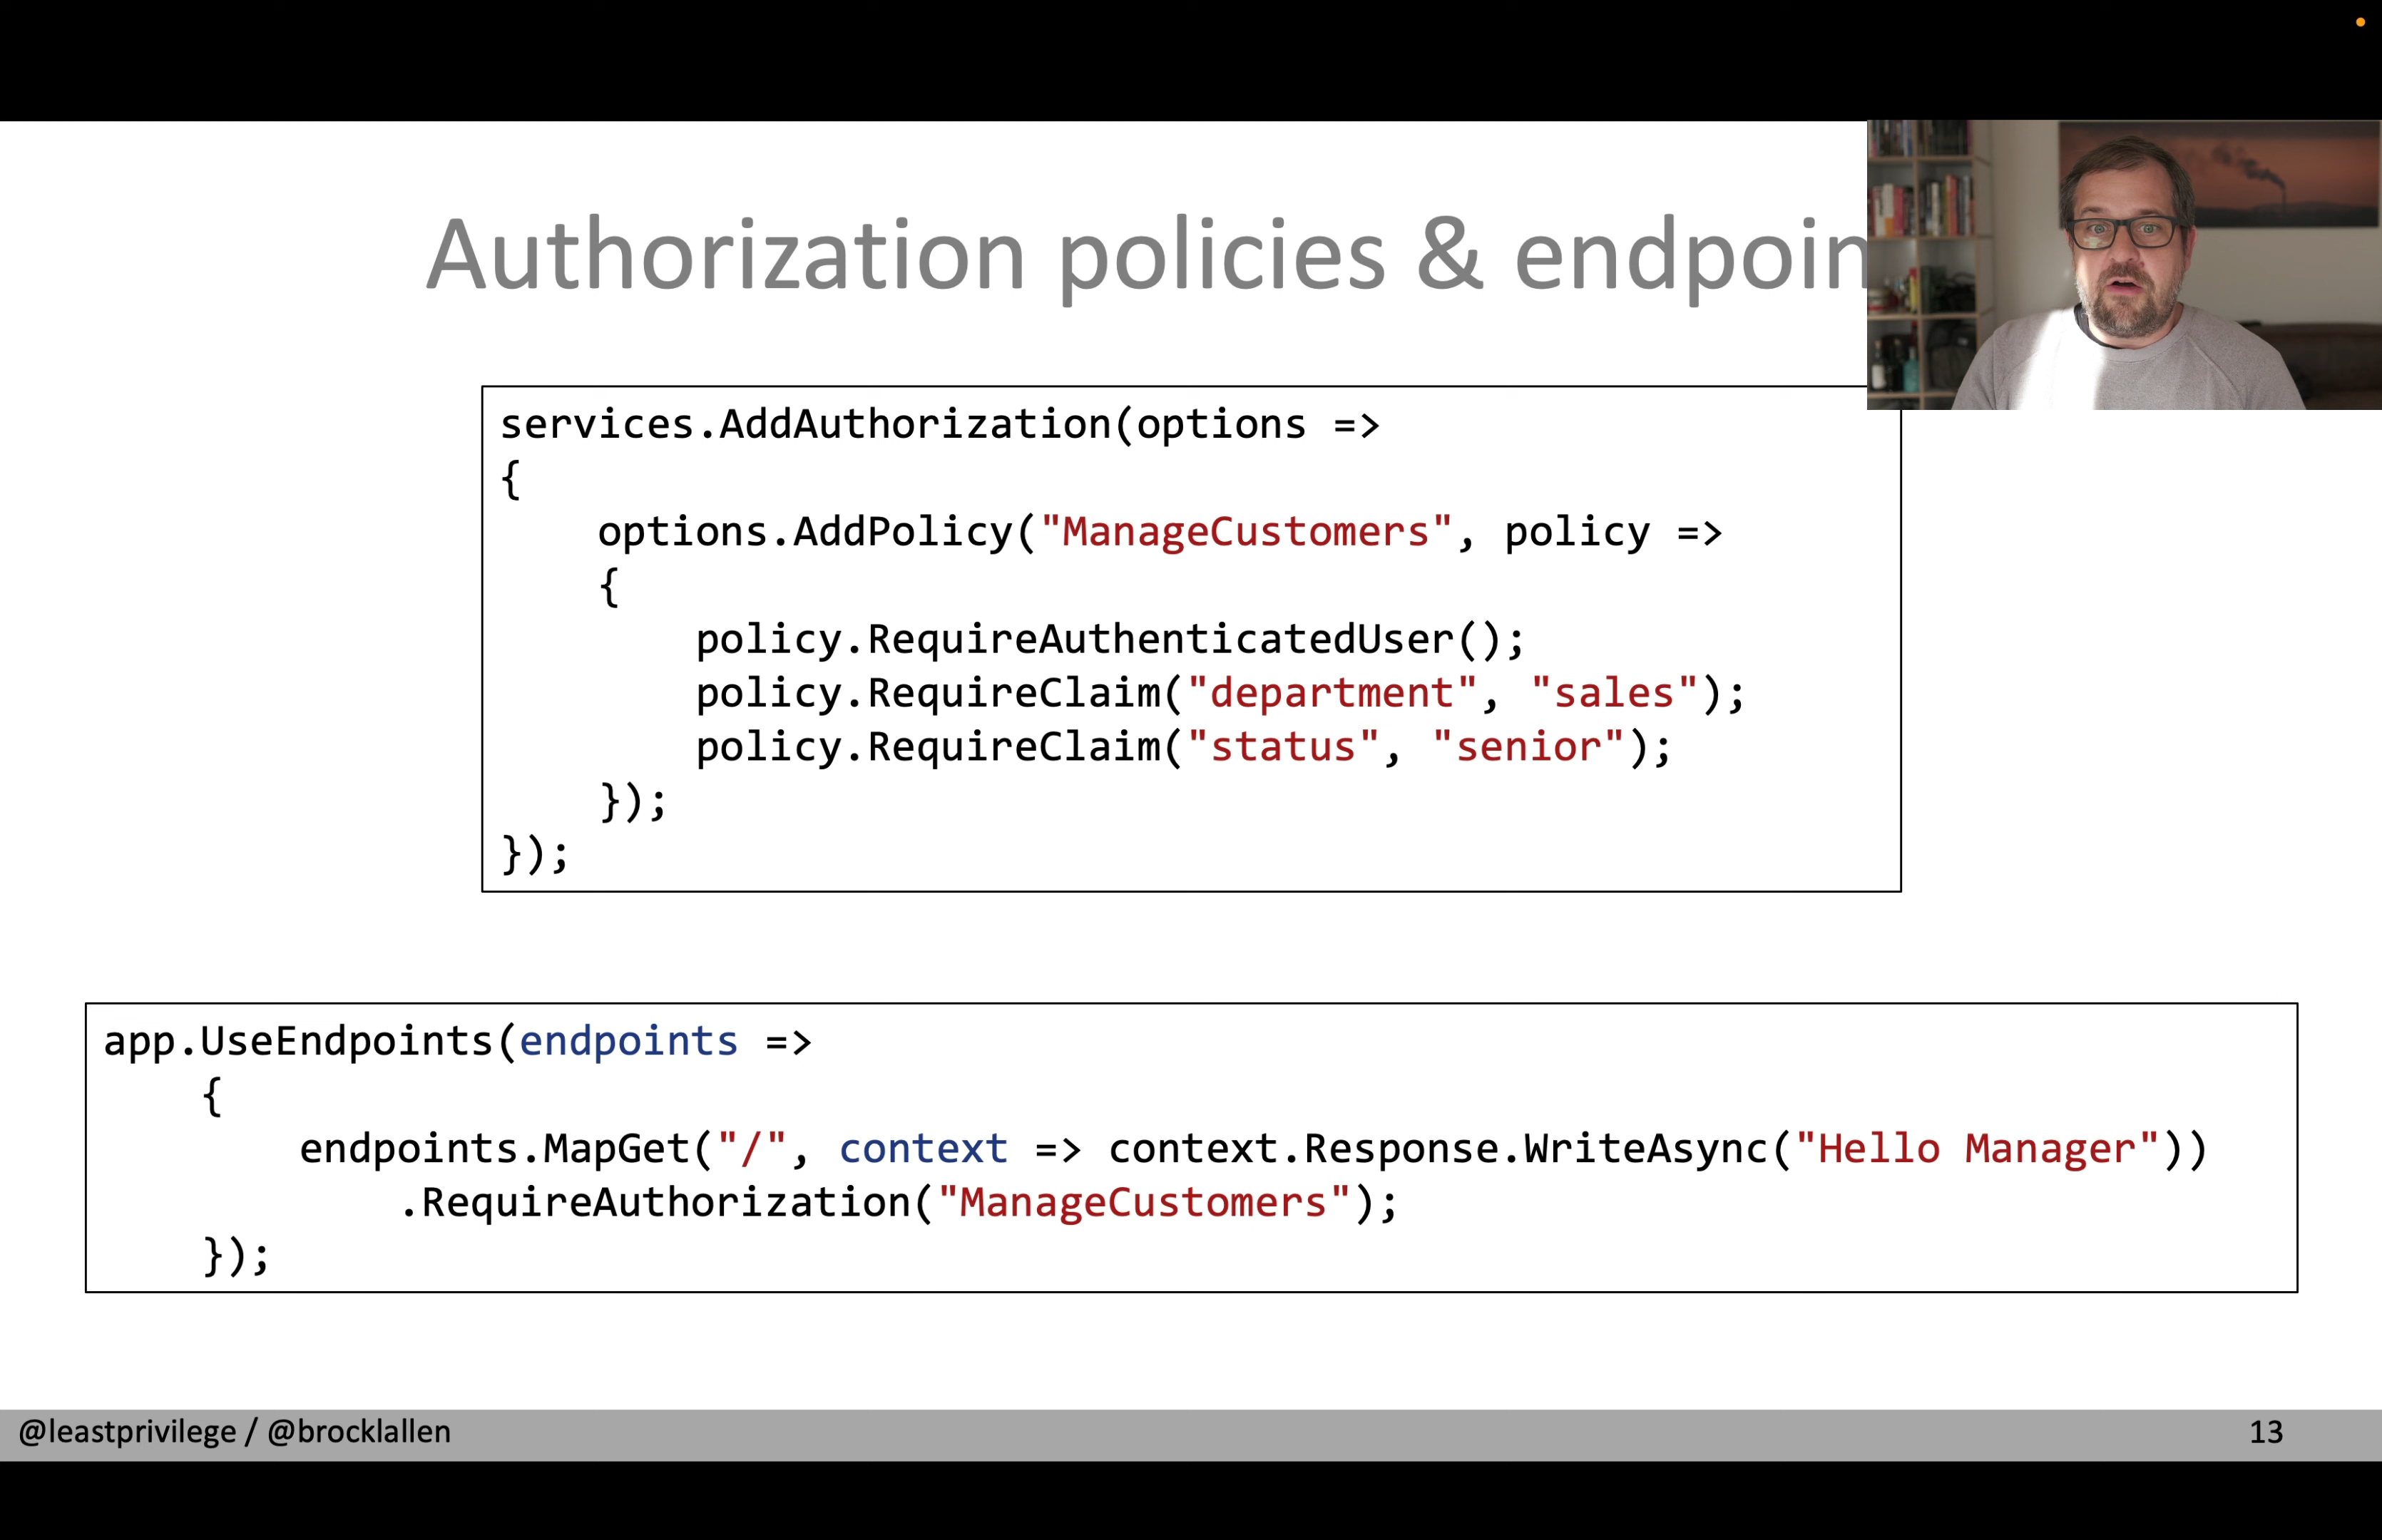 Authorization policies & endpoin
services.AddAuthorization(options =>
{
    options.AddPolicy("ManageCustomers", policy =>
    {
        policy.RequireAuthenticatedUser();
        policy.RequireClaim("department", "sales");
        policy.RequireClaim("status", "senior");
    });
});
app.UseEndpoints(endpoints =>
    {
        endpoints.MapGet("/", context => context.Response.WriteAsync("Hello Manager"))
            .RequireAuthorization("ManageCustomers");
    });
@leastprivilege / @brocklallen
13